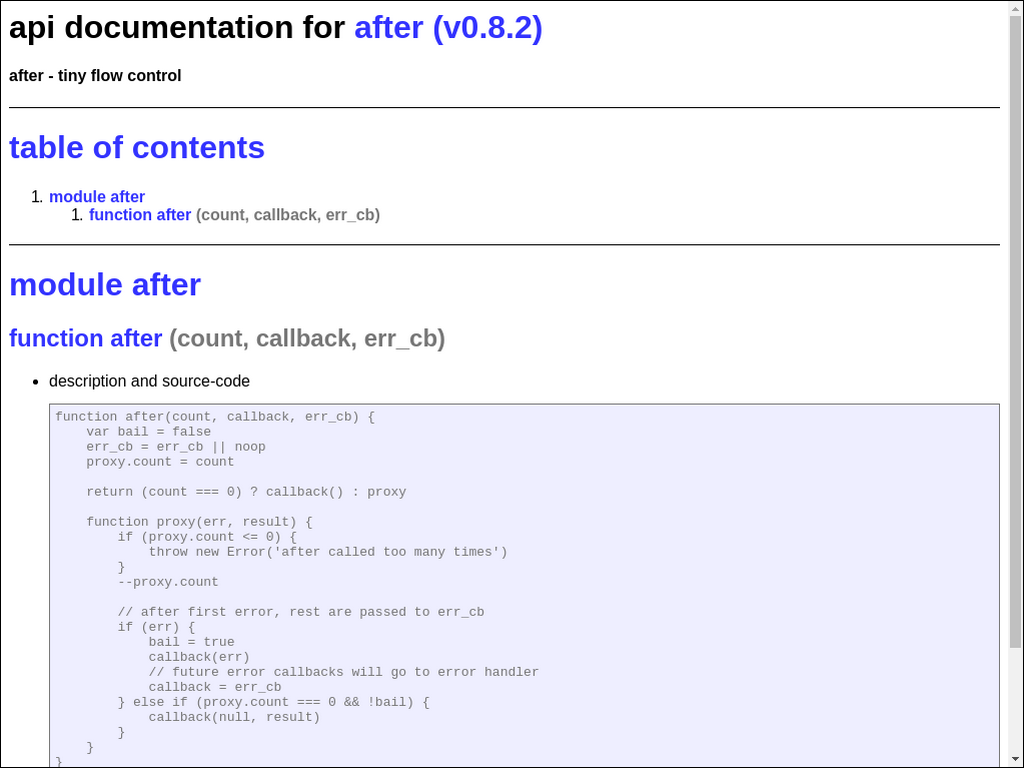 api documentation for after (v0.8.2)
after - tiny flow control
table of contents
1. module after
1. function after (count, callback, err_cb)
module after
function after (count, callback, err_cb)
• description and source-code
function after(count, callback, err_cb) {
    var bail = false
    err_cb = err_cb || noop
    proxy.count = count

    return (count === 0) ? callback() : proxy

    function proxy(err, result) {
        if (proxy.count <= 0) {
            throw new Error('after called too many times')
        }
        --proxy.count

        // after first error, rest are passed to err_cb
        if (err) {
            bail = true
            callback(err)
            // future error callbacks will go to error handler
            callback = err_cb
        } else if (proxy.count === 0 && !bail) {
            callback(null, result)
        }
    }
}